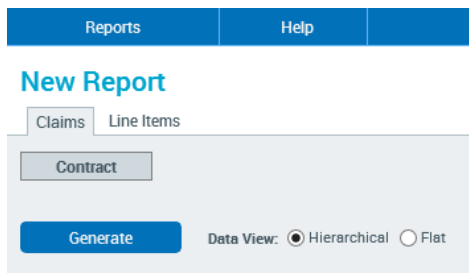 Reports Help
New Report
Claims Line Items
Contract
Generate Data View: Hierarchical Flat